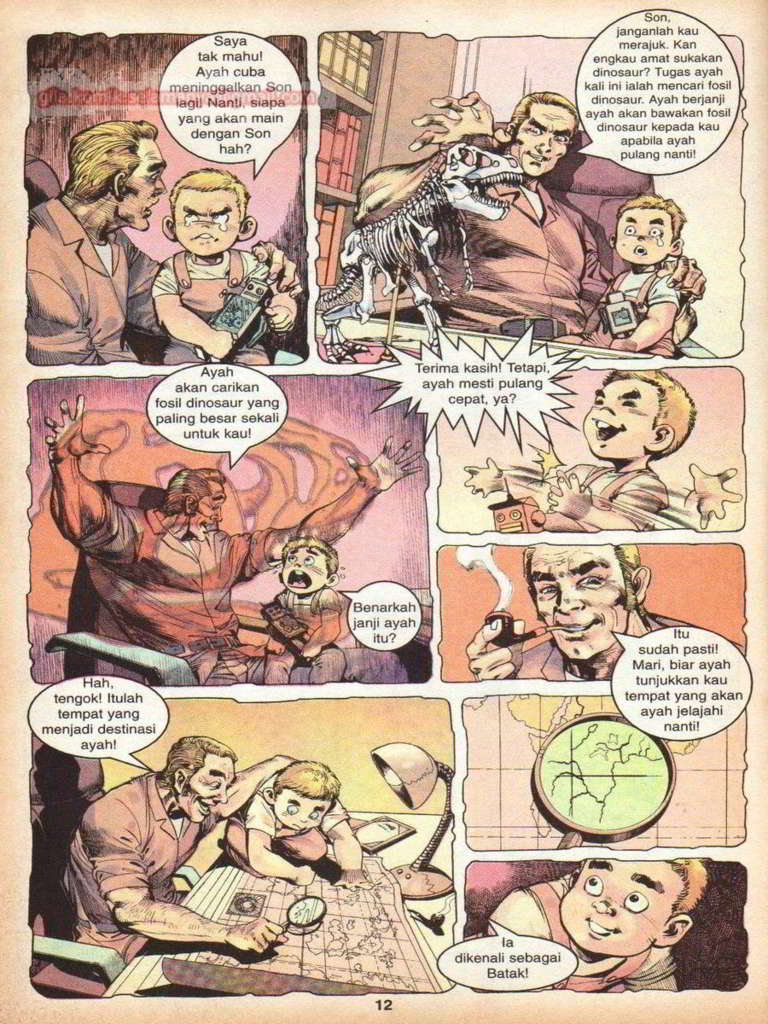 Saya
tak mahu!
Ayah cuba
meninggalkan Son
lagi! Nanti, siapa
yang akan main
dengan Son
hah?
Son,
janganlah kau
merajuk. Kan
engkau amat sukakan
dinosaur? Tugas ayah
kali ini ialah mencari fosil
dinosaur. Ayah berjanji
ayah akan bawakan fosil
dinosaur kepada kau
apabila ayah
pulang nanti!
Ayah
akan carikan
fosil dinosaur yang
paling besar sekali
untuk kau!
Benarkah
janji ayah
itu?
Terima kasih! Tetapi,
ayah mesti pulang
cepat, ya?
Itu
sudah pasti!
Mari, biar ayah
tunjukkan kau
tempat yang akan
ayah jelajahi
nanti!
Hah,
tengok! Itulah
tempat yang
menjadi destinasi
ayah!
Ia
dikenali sebagai
Batak!
12